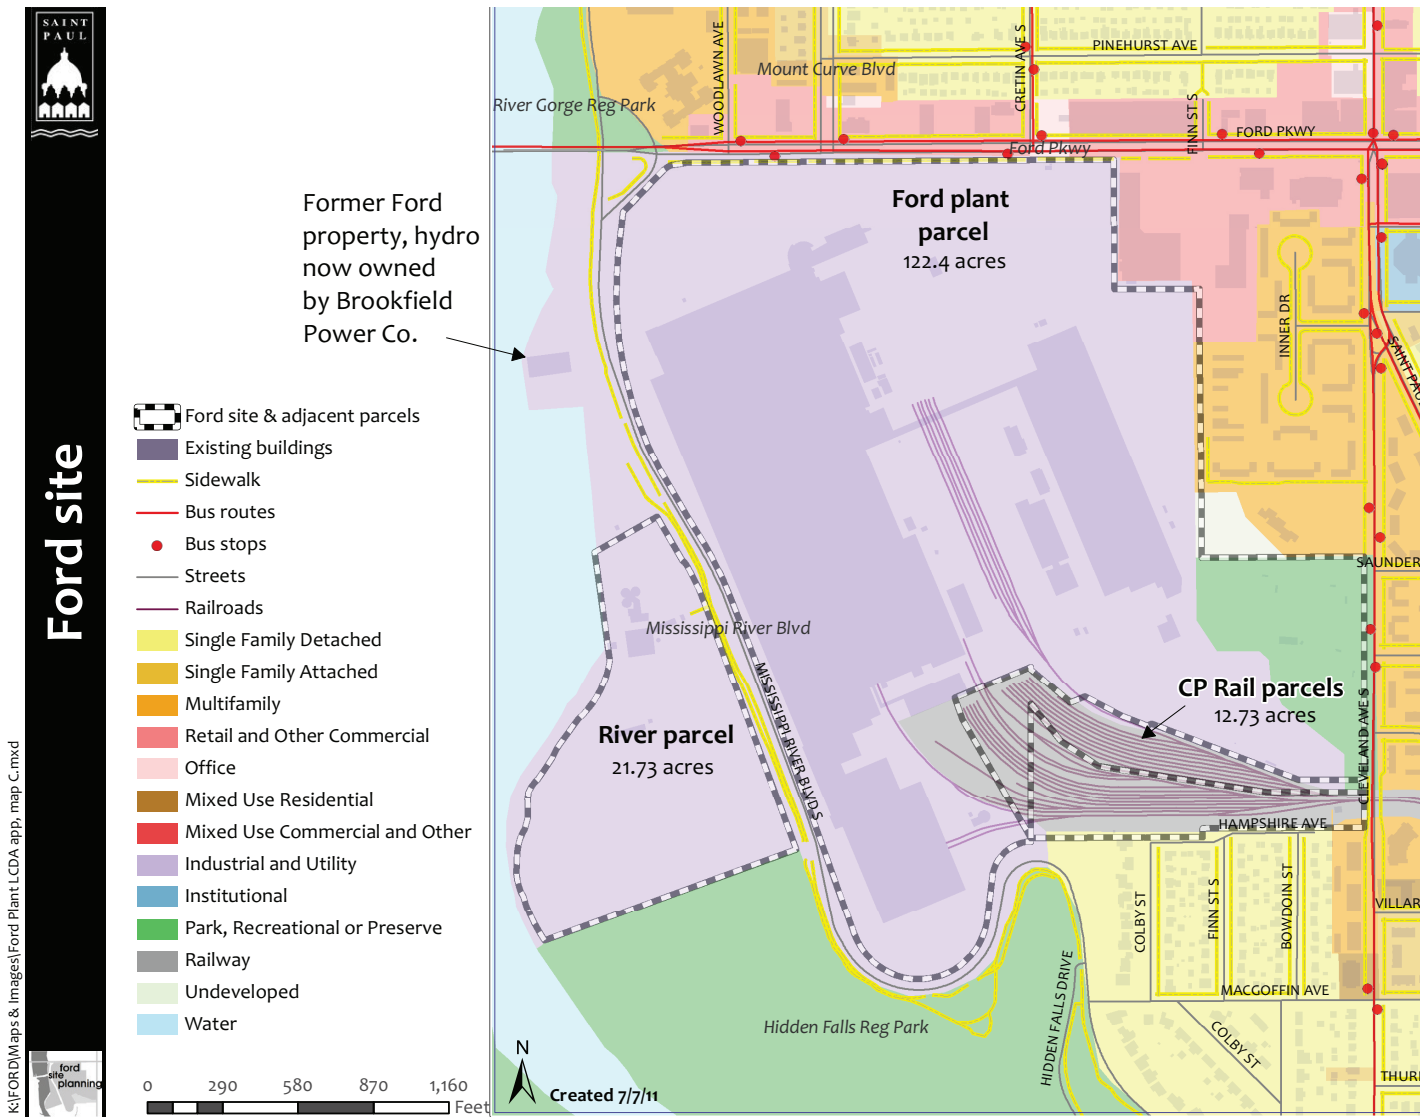 SAINT
PAUL
Ford site
K:\FORD\Maps & Images\Ford Plant LCDA app, map C.mxd
ford
site
planning
Former Ford
property, hydro
now owned
by Brookfield
Power Co.
Ford site & adjacent parcels
Existing buildings
Sidewalk
Bus routes
Bus stops
Streets
Railroads
Single Family Detached
Single Family Attached
Multifamily
Retail and Other Commercial
Office
Mixed Use Residential
Mixed Use Commercial and Other
Industrial and Utility
Institutional
Park, Recreational or Preserve
Railway
Undeveloped
Water
0 290 580 870 1,160
Feet
N
Created 7/7/11
River Gorge Reg Park
WOODLAWN AVE
Mount Curve Blvd
CRETIN AVE S
PINEHURST AVE
FINN ST S
FORD PKWY
Ford Pkwy
Ford plant
parcel
122.4 acres
INNER DR
SAINT PAU
SAUNDER
Mississippi River Blvd
MISSISSIPPI RIVER BLVD S
River parcel
21.73 acres
CP Rail parcels
12.73 acres
CLEVELAND AVE S
HAMPSHIRE AVE
COLBY ST
FINN ST S
BOWDOIN ST
VILLAR
MACGOFFIN AVE
COLBY ST
HIDDEN FALLS DRIVE
Hidden Falls Reg Park
THUR